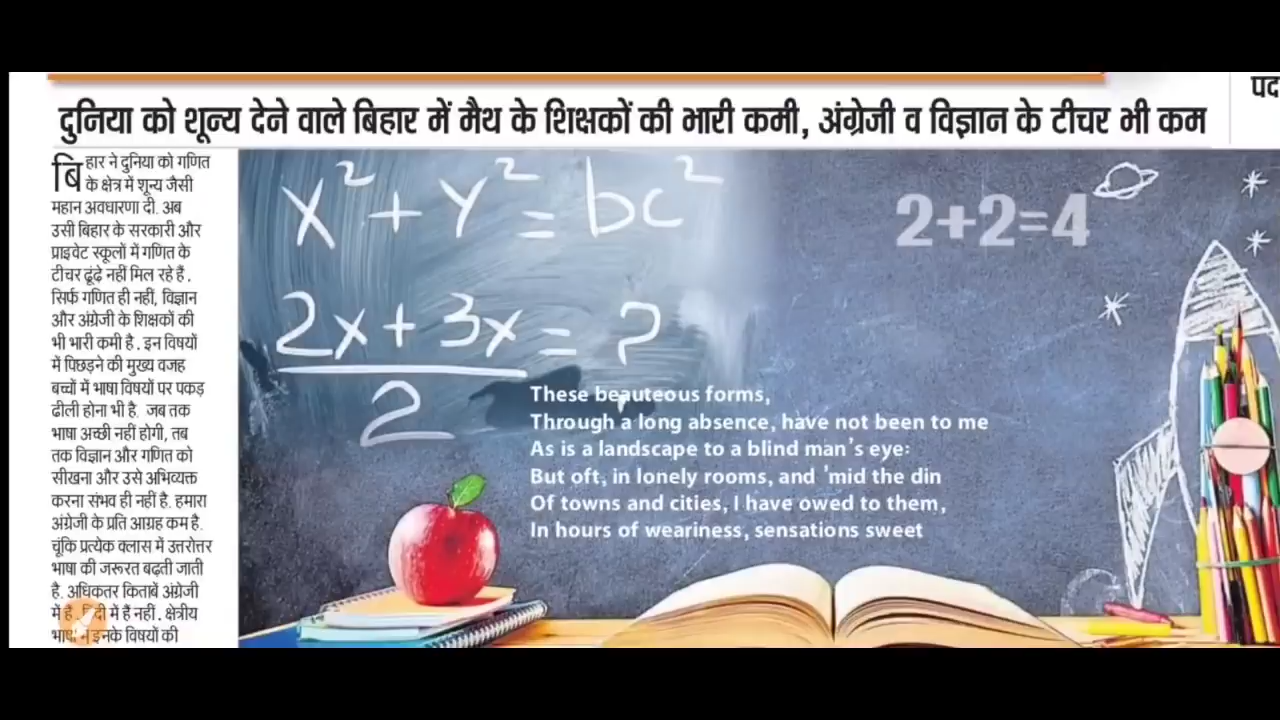 दुनिया को शून्य देने वाले बिहार में मैथ के शिक्षकों की भारी कमी, अंग्रेजी व विज्ञान के टीचर भी कम
पद
बिहार ने दुनिया को गणित
के क्षेत्र में शून्य जैसी
महान अवधारणा दी. अब
उसी बिहार के सरकारी और
प्राइवेट स्कूलों में गणित के
टीचर ढूंढ़े नहीं मिल रहे हैं.
सिर्फ गणित ही नहीं, विज्ञान
और अंग्रेजी के शिक्षकों की
भी भारी कमी है. इन विषयों
में पिछड़ने की मुख्य वजह
बच्चों में भाषा विषयों पर पकड़
ढीली होना भी है. जब तक
भाषा अच्छी नहीं होगी, तब
तक विज्ञान और गणित को
सीखना और उसे अभिव्यक्त
करना संभव ही नहीं है. हमारा
अंग्रेजी के प्रति आग्रह कम है.
चूंकि प्रत्येक क्लास में उत्तरोत्तर
भाषा की जरूरत बढ़ती जाती
है. अधिकतर किताबें अंग्रेजी
में हैं. में हैं नहीं. क्षेत्रीय
इनके विषयों की
x² + y² = bc²
2x + 3x = ?
2
2+2=4
These beauteous forms,
Through a long absence, have not been to me
As is a landscape to a blind man's eye:
But oft, in lonely rooms, and 'mid the din
Of towns and cities, I have owed to them,
In hours of weariness, sensations sweet